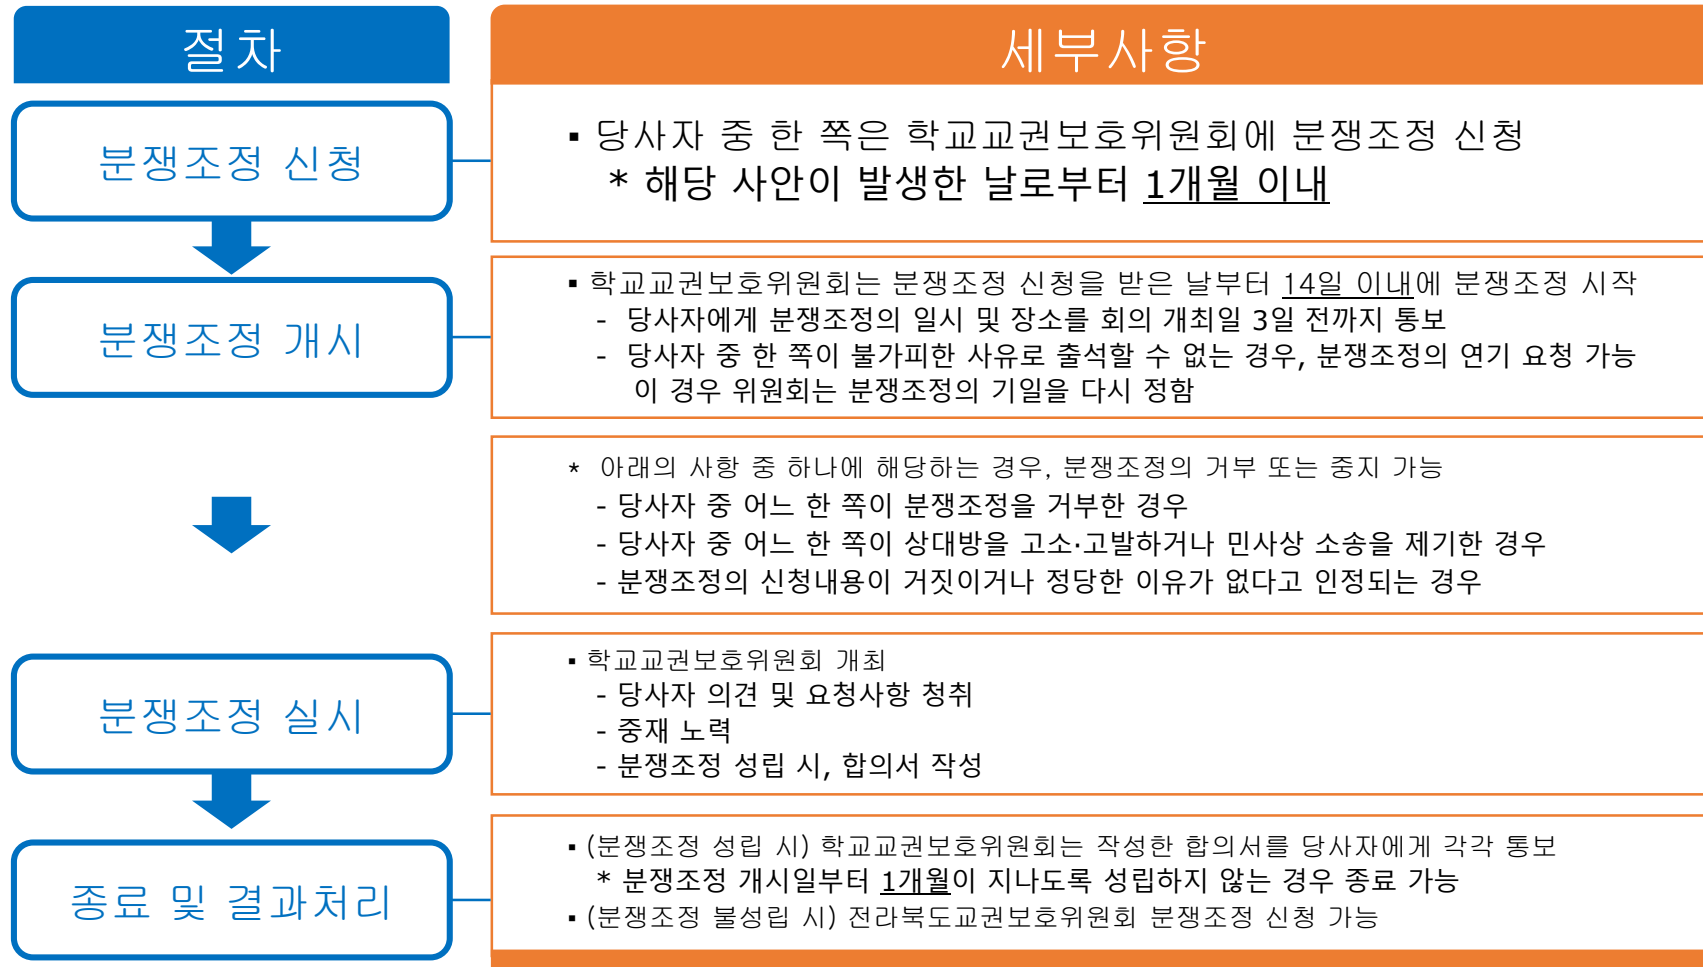 절차
세부사항
분쟁조정 신청
▪ 당사자 중 한 쪽은 학교교권보호위원회에 분쟁조정 신청
* 해당 사안이 발생한 날로부터 1개월 이내
분쟁조정 개시
▪ 학교교권보호위원회는 분쟁조정 신청을 받은 날부터 14일 이내에 분쟁조정 시작
- 당사자에게 분쟁조정의 일시 및 장소를 회의 개최일 3일 전까지 통보
- 당사자 중 한 쪽이 불가피한 사유로 출석할 수 없는 경우, 분쟁조정의 연기 요청 가능
이 경우 위원회는 분쟁조정의 기일을 다시 정함
* 아래의 사항 중 하나에 해당하는 경우, 분쟁조정의 거부 또는 중지 가능
- 당사자 중 어느 한 쪽이 분쟁조정을 거부한 경우
- 당사자 중 어느 한 쪽이 상대방을 고소·고발하거나 민사상 소송을 제기한 경우
- 분쟁조정의 신청내용이 거짓이거나 정당한 이유가 없다고 인정되는 경우
분쟁조정 실시
▪ 학교교권보호위원회 개최
- 당사자 의견 및 요청사항 청취
- 중재 노력
- 분쟁조정 성립 시, 합의서 작성
종료 및 결과처리
▪ (분쟁조정 성립 시) 학교교권보호위원회는 작성한 합의서를 당사자에게 각각 통보
* 분쟁조정 개시일부터 1개월이 지나도록 성립하지 않는 경우 종료 가능
▪ (분쟁조정 불성립 시) 전라북도교권보호위원회 분쟁조정 신청 가능